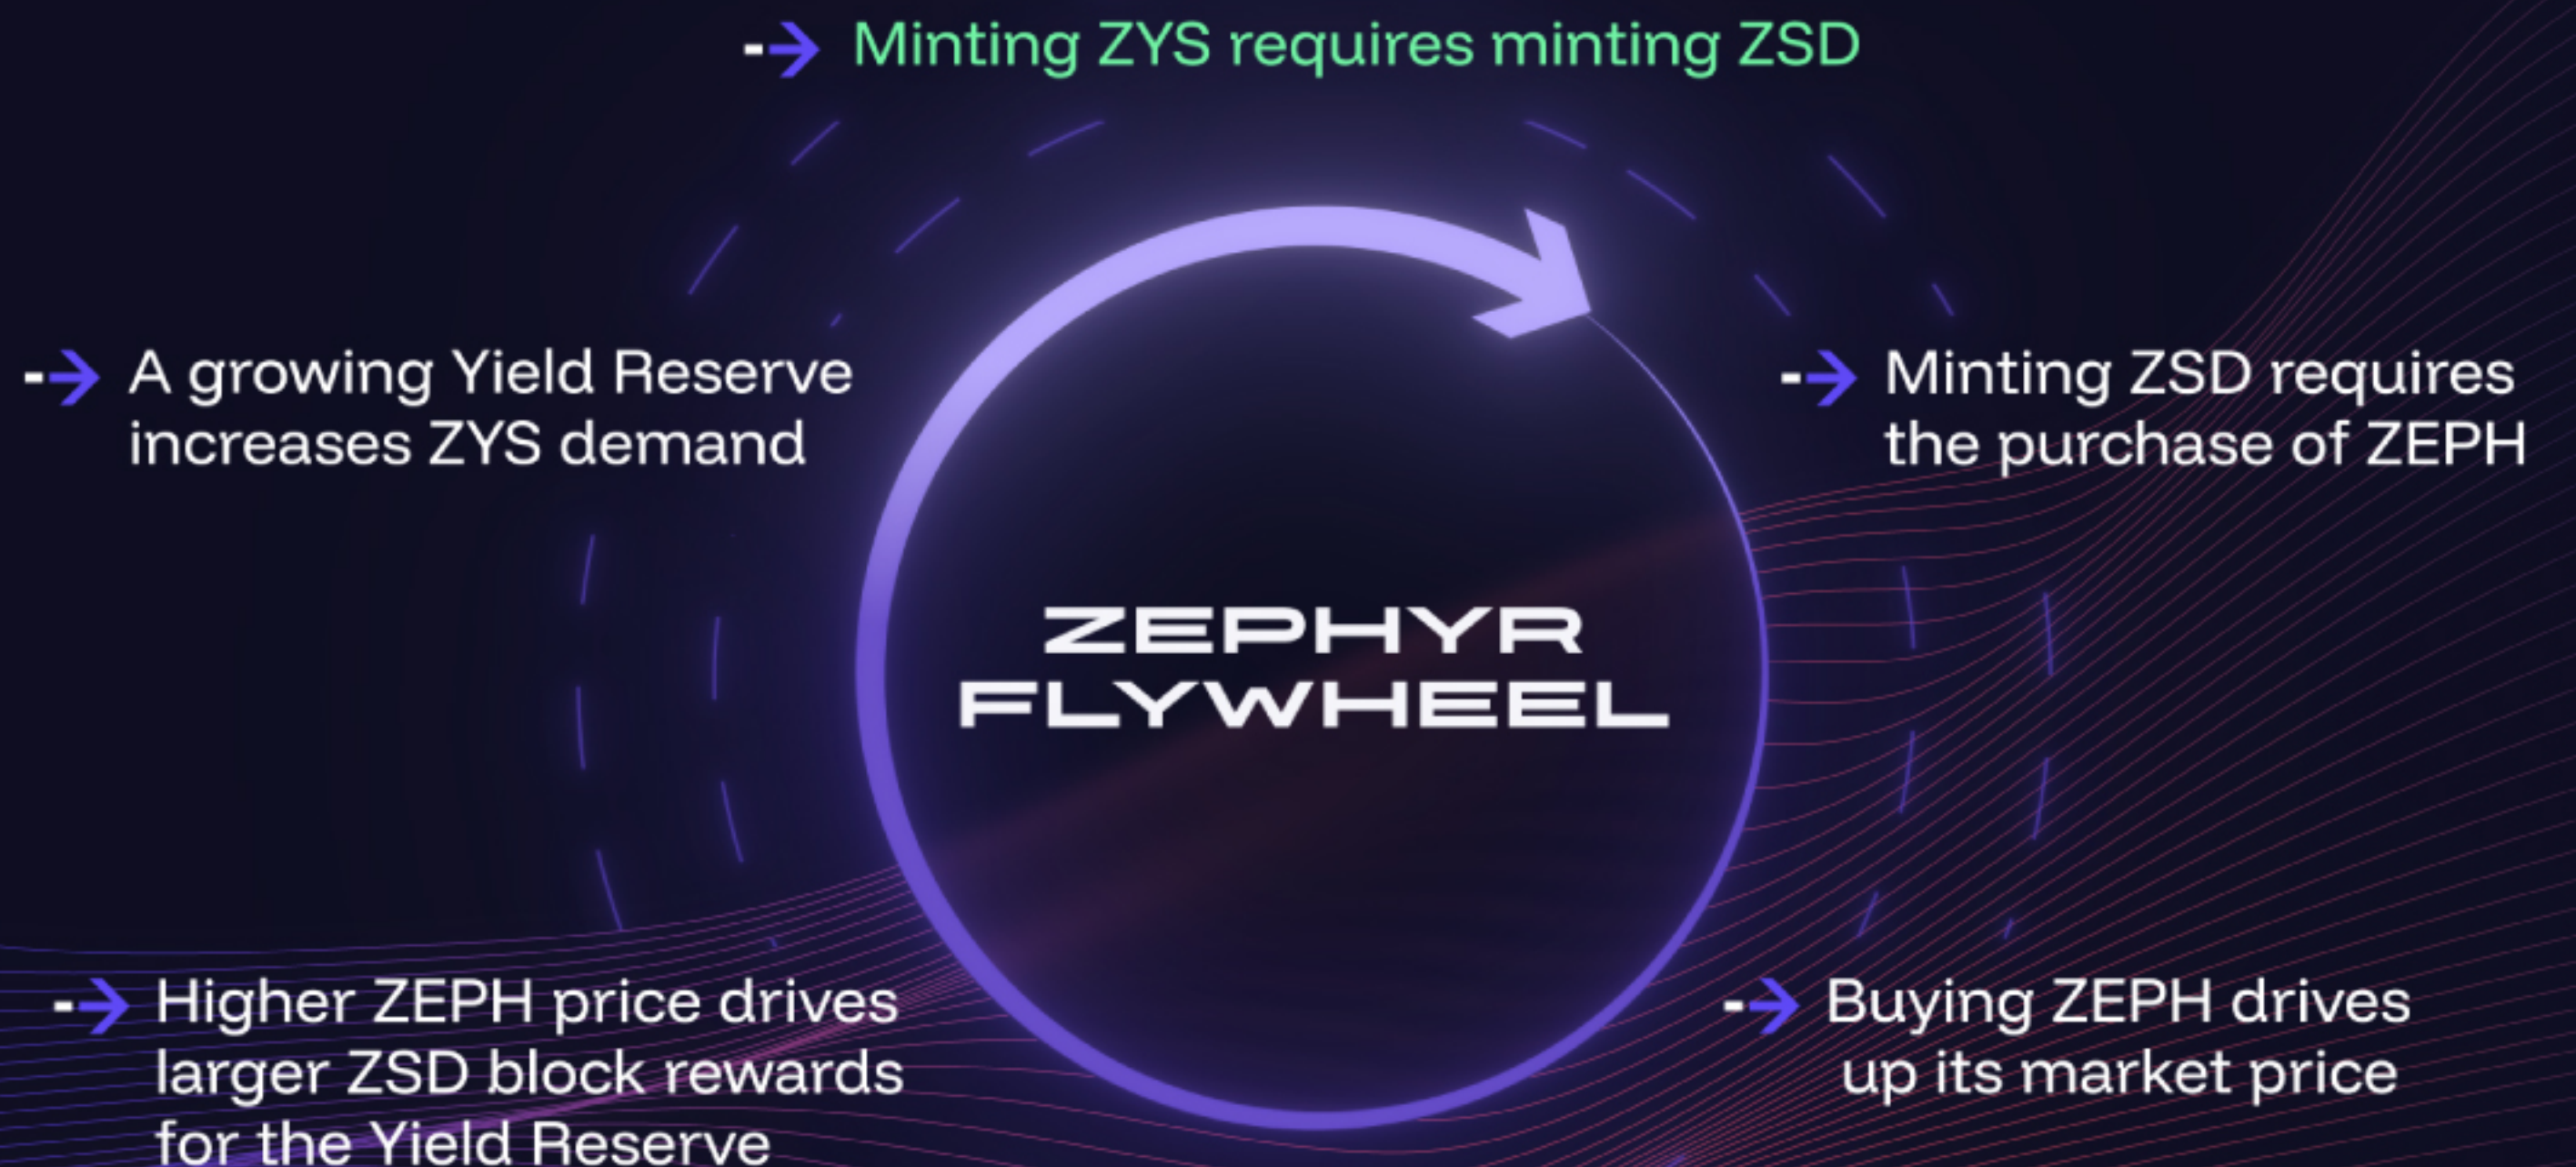 Minting ZYS requires minting ZSD
A growing Yield Reserve
increases ZYS demand
Minting ZSD requires
the purchase of ZEPH
ZEPHYR
FLYWHEEL
Higher ZEPH price drives
larger ZSD block rewards
for the Yield Reserve
Buying ZEPH drives
up its market price